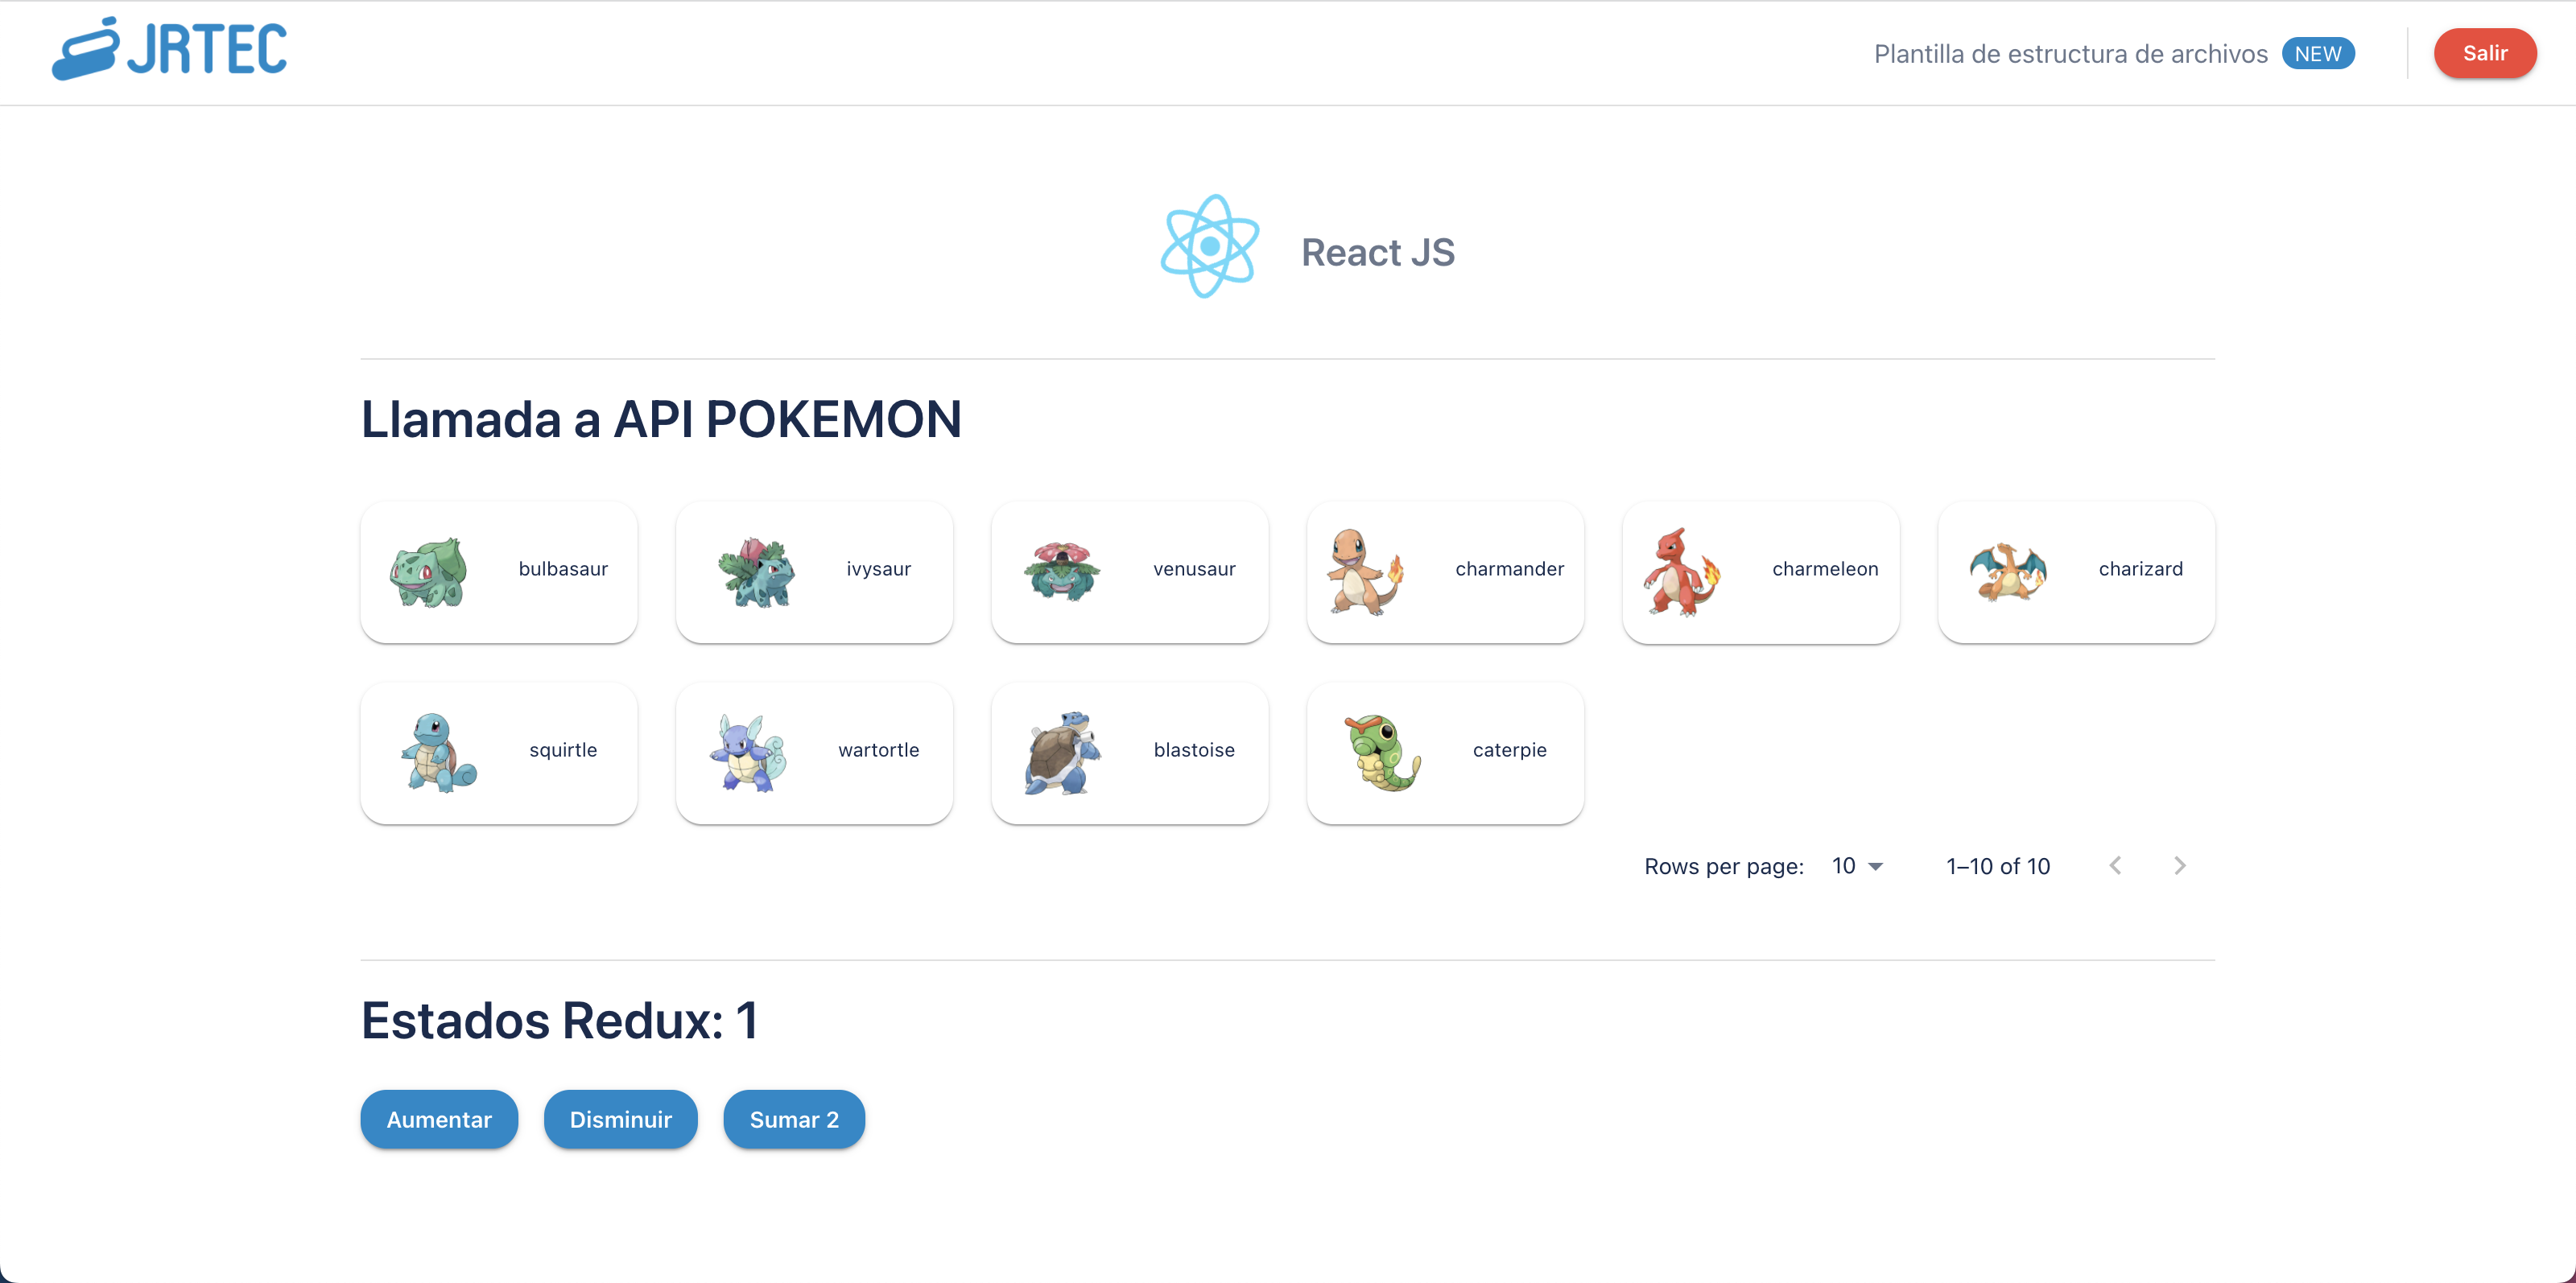 JRTEC
Plantilla de estructura de archivos NEW
Salir
React JS
Llamada a API POKEMON
bulbasaur
ivysaur
venusaur
charmander
charmeleon
charizard
squirtle
wartortle
blastoise
caterpie
Rows per page: 10 1–10 of 10
Estados Redux: 1
Aumentar
Disminuir
Sumar 2